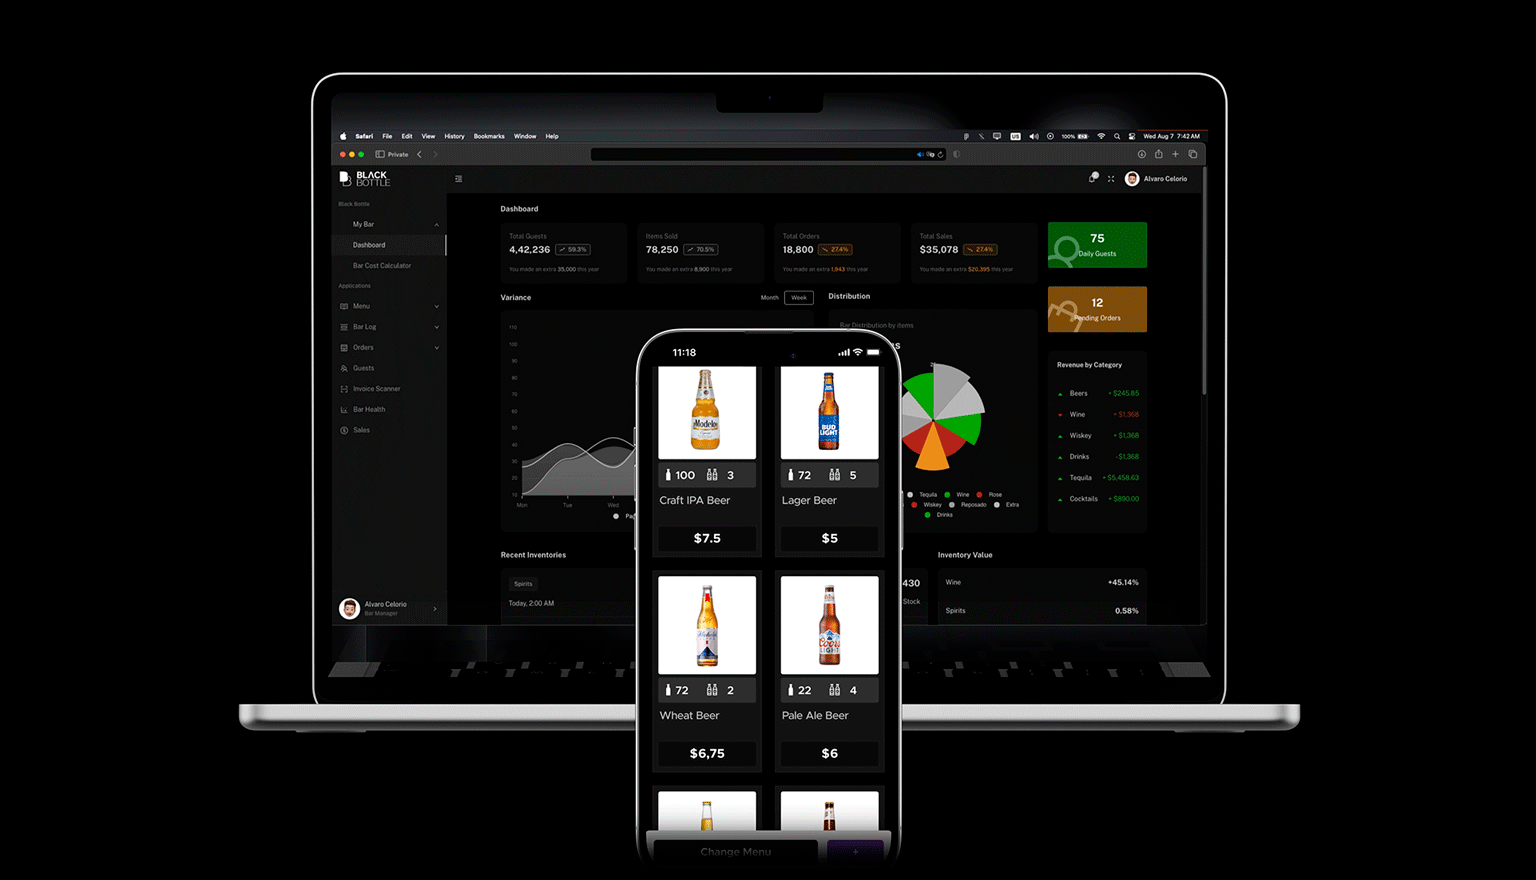 Safari File Edit View History Bookmarks Window Help
US 100% Wed Aug 7 7:42 AM
Private
BLACK
BOTTLE
Alvaro Celorio
Black Bottle
My Bar
Dashboard
Bar Cost Calculator
Applications
Menu
Bar Log
Orders
Guests
Invoice Scanner
Bar Health
Sales
Alvaro Celorio
Bar Manager
Dashboard
Total Guests
4,42,236 59.3%
You made an extra 35,000 this year
Items Sold
78,250 70.5%
You made an extra 8,900 this year
Total Orders
18,800 27.4%
You made an extra 1,943 this year
Total Sales
$35,078 27.4%
You made an extra $20,395 this year
75
Daily Guests
12
Pending Orders
Variance
Month Week
110
100
90
80
70
60
50
40
30
25
10
Mon Tue Wed
Distribution
Bar Distribution by items
Tequila Wine Rose
Wiskey Reposado Extra
Drinks
Revenue by Category
Beers + $245.85
Wine + $1,368
Wiskey + $1,368
Drinks -$1,368
Tequila + $5,458.63
Cocktails + $890.00
Recent Inventories
Spirits
Today, 2:00 AM
430
Stock
Inventory Value
Wine +45.14%
Spirits 0.58%
11:18
Modelo
BUD
LIGHT
100 3
72 5
Craft IPA Beer
Lager Beer
$7.5
$5
Coors
LIGHT
72 2
22 4
Wheat Beer
Pale Ale Beer
$6,75
$6
Change Menu
+